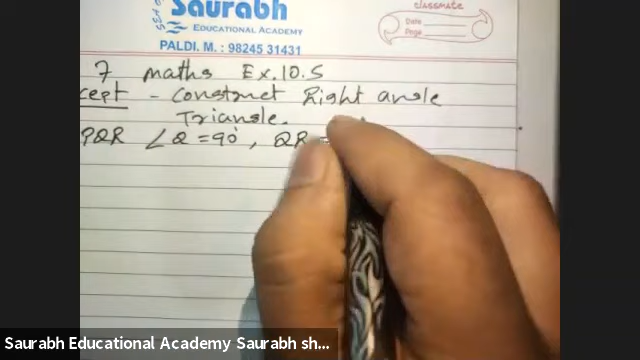 Saurabh
EDUCATIONAL ACADEMY
PALDI. M. : 98245 31431
classmate
Date
Page
7 maths Ex.10.5
cept - Construct Right angle
Triangle.
PQR ∠Q = 90°, QR =
Saurabh Educational Academy Saurabh sh...